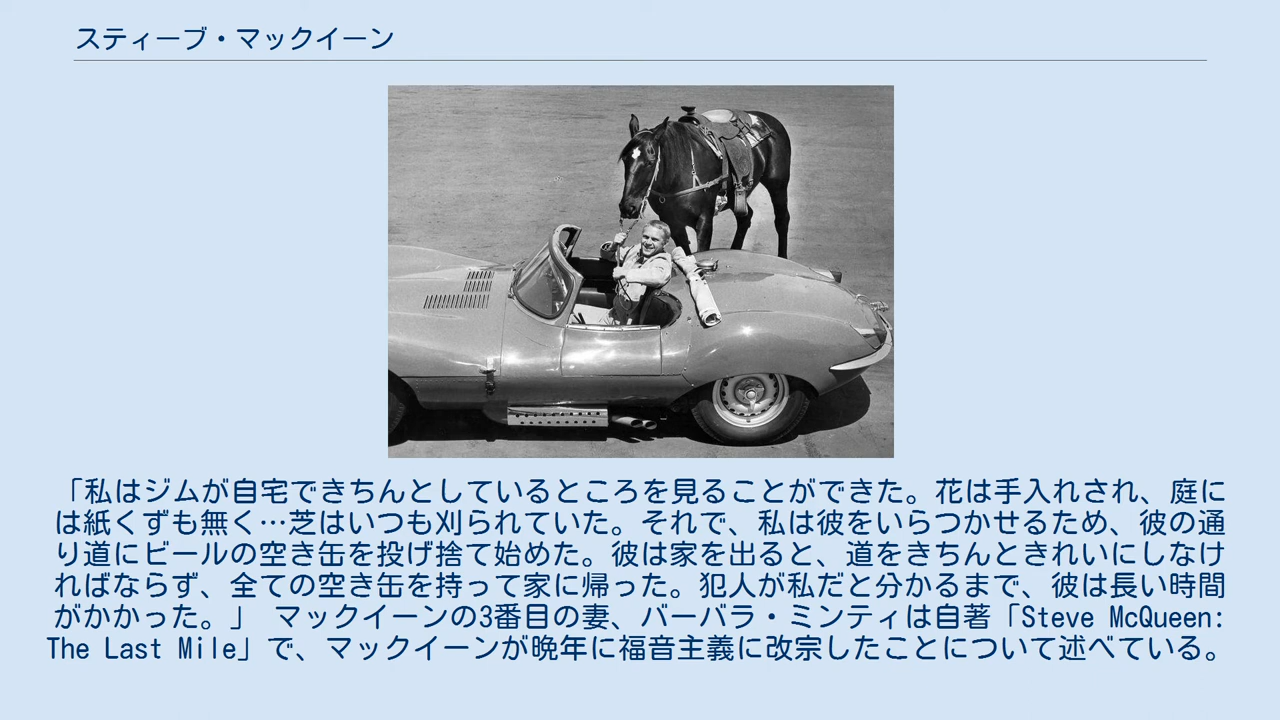 スティーブ・マックイーン
「私はジムが自宅できちんとしているところを見ることができた。花は手入れされ、庭に
は紙くずも無く…芝はいつも刈られていた。それで、私は彼をいらつかせるため、彼の通
り道にビールの空き缶を投げ捨て始めた。彼は家を出ると、道をきちんときれいにしなけ
ればならず、全ての空き缶を持って家に帰った。犯人が私だと分かるまで、彼は長い時間
がかかった。」 マックイーンの3番目の妻、バーバラ・ミンティは自著「Steve McQueen:
The Last Mile」で、マックイーンが晩年に福音主義に改宗したことについて述べている。